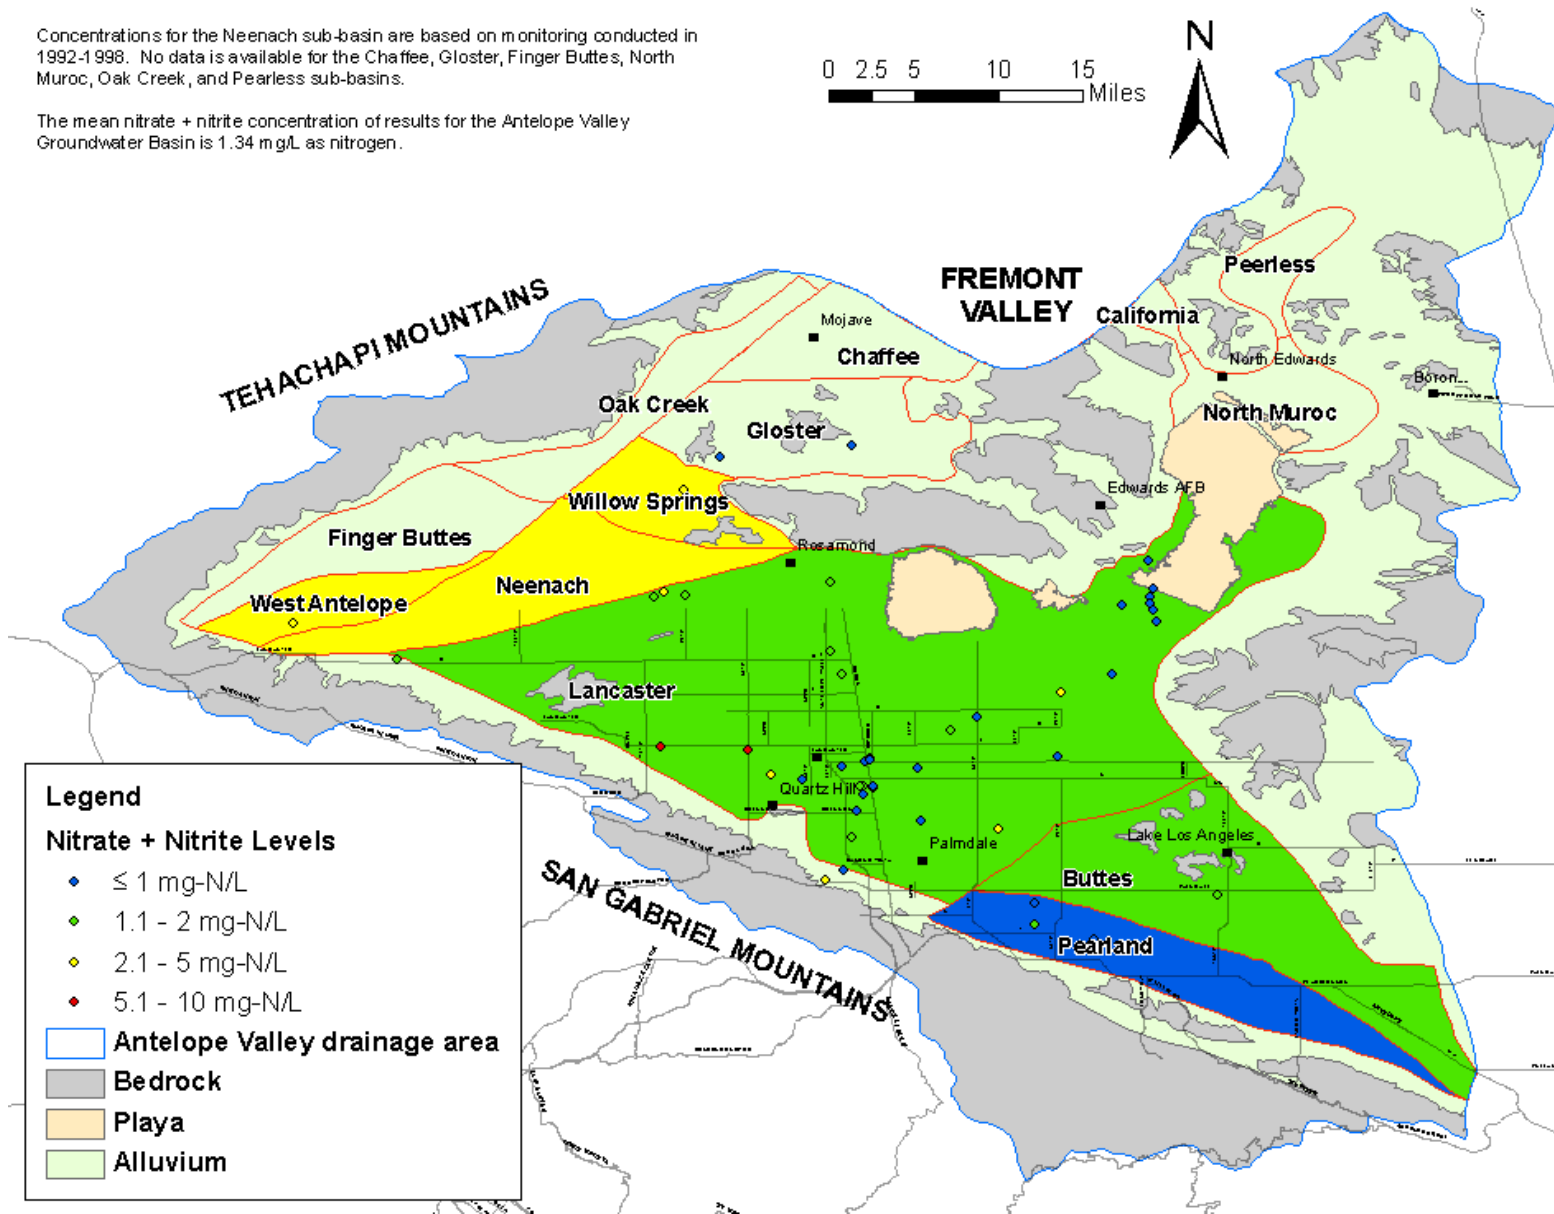 Concentrations for the Neenach sub-basin are based on monitoring conducted in
1992-1998. No data is available for the Chaffee, Gloster, Finger Buttes, North
Muroc, Oak Creek, and Pearless sub-basins.
The mean nitrate + nitrite concentration of results for the Antelope Valley
Groundwater Basin is 1.34 mg/L as nitrogen.
0 2.5 5 10 15
Miles
N
TEHACHAPI MOUNTAINS
FREMONT
VALLEY
Peerless
California
Mojave
Chaffee
North Edwards
Boron
Oak Creek
North Muroc
Gloster
Willow Springs
Edwards AFB
Finger Buttes
Rosamond
Neenach
West Antelope
Lancaster
Quartz Hill
Palmdale
Lake Los Angeles
Buttes
Pearland
SAN GABRIEL MOUNTAINS
Legend
Nitrate + Nitrite Levels
≤ 1 mg-N/L
1.1 - 2 mg-N/L
2.1 - 5 mg-N/L
5.1 - 10 mg-N/L
Antelope Valley drainage area
Bedrock
Playa
Alluvium